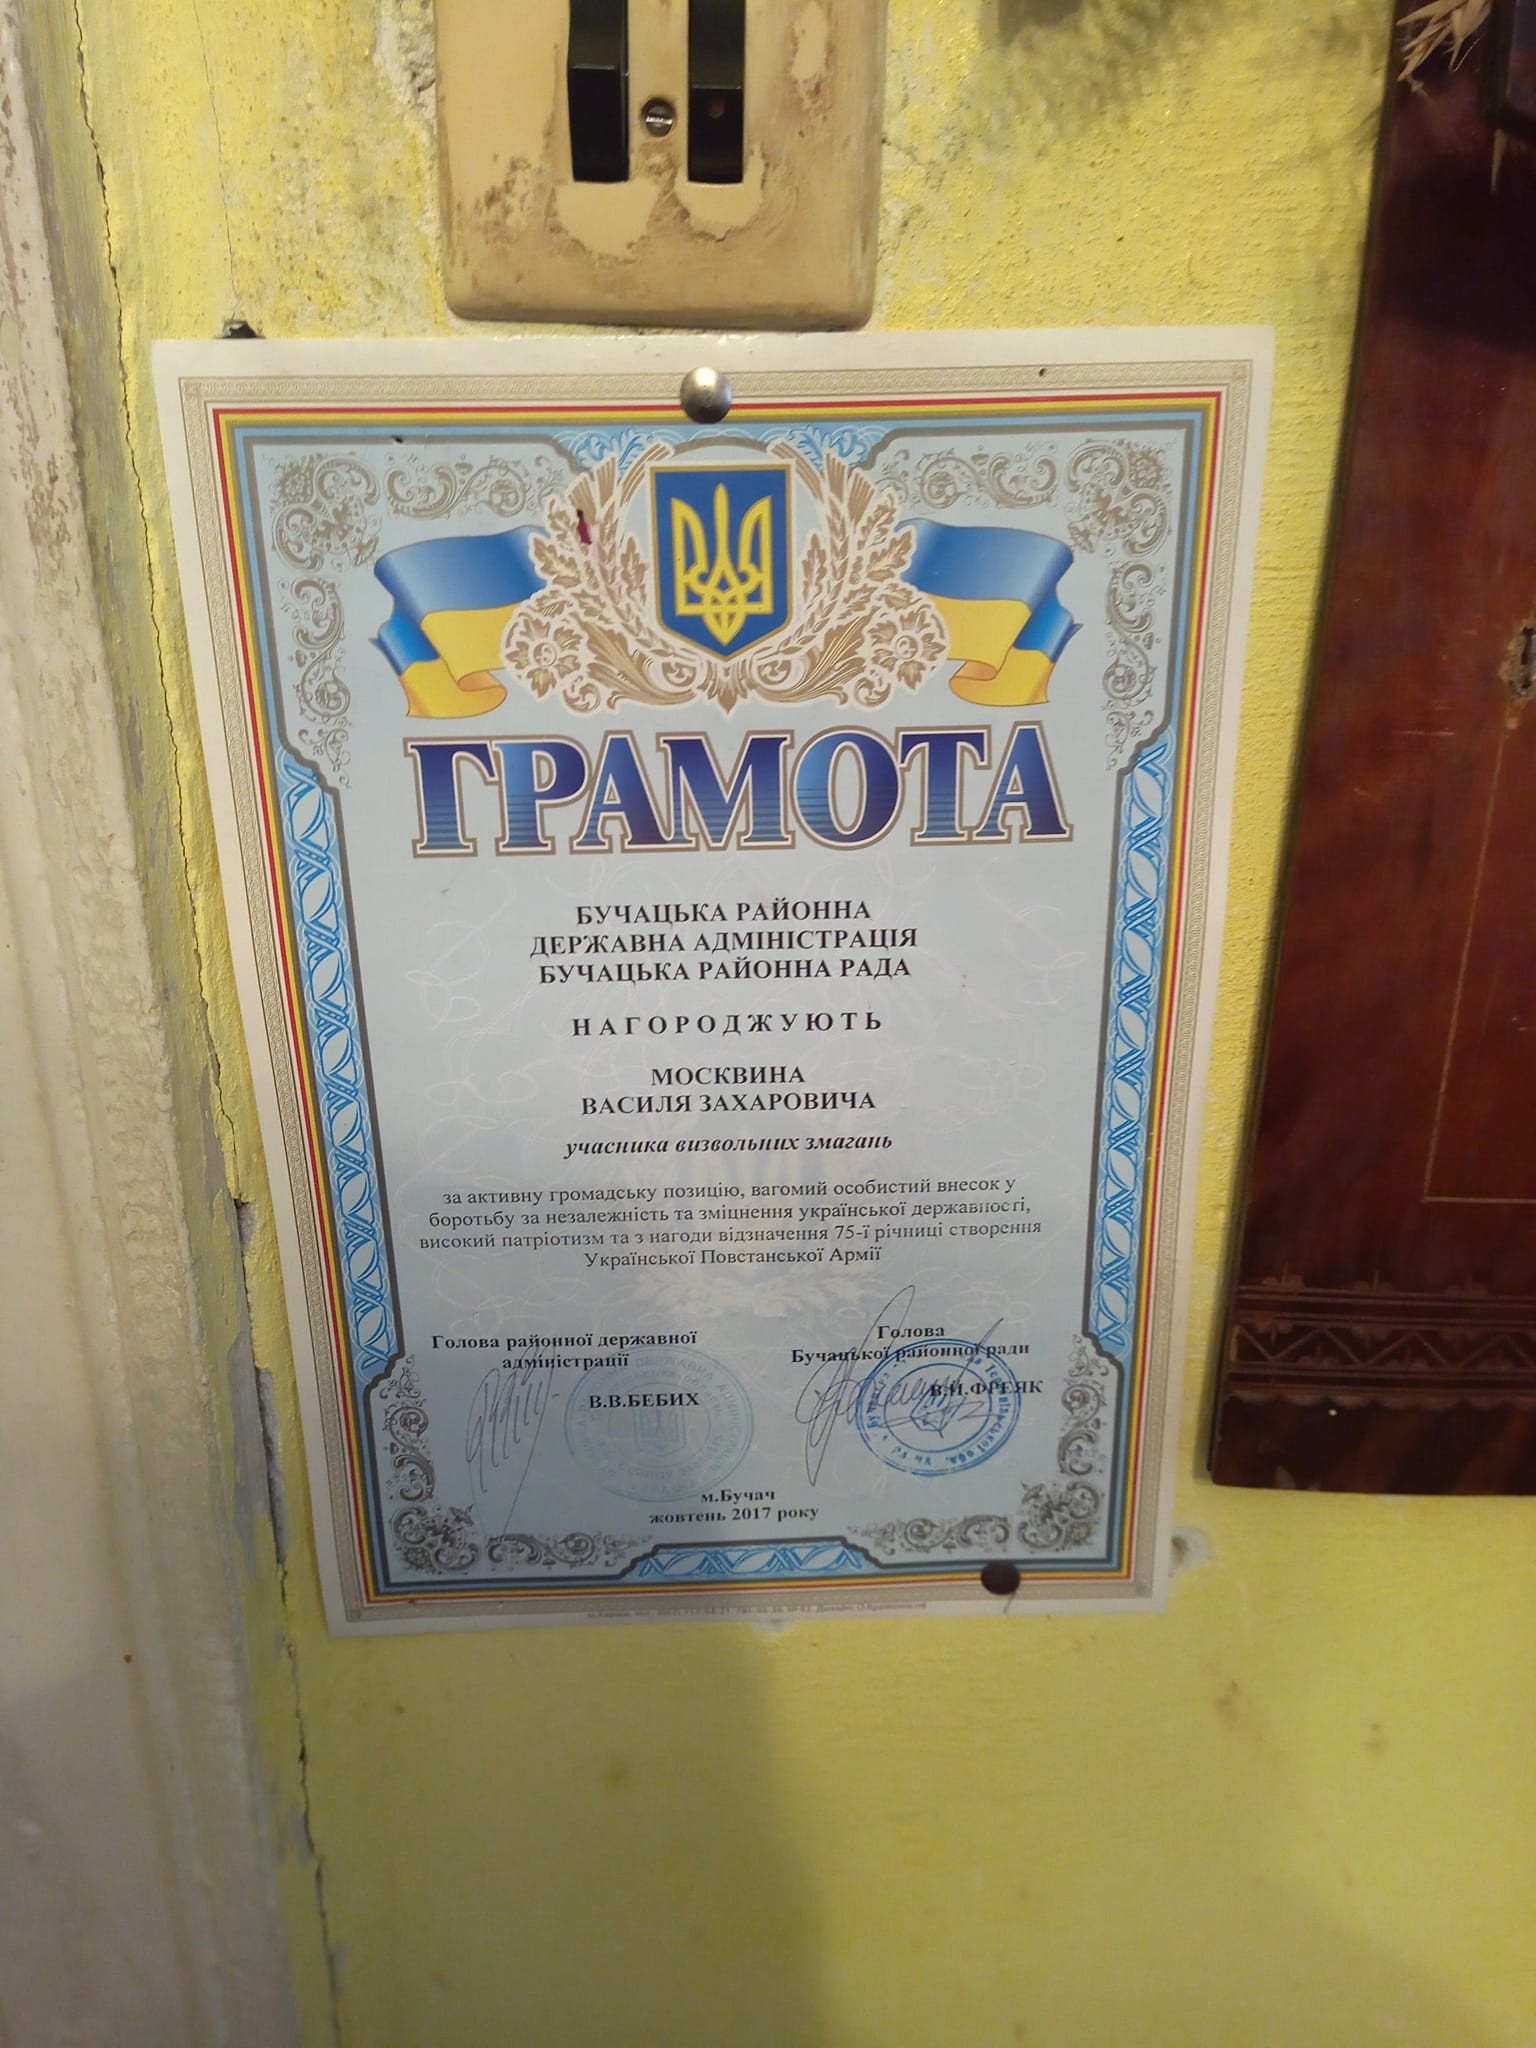 ГРАМОТА
БУЧАЦЬКА РАЙОННА
ДЕРЖАВНА АДМІНІСТРАЦІЯ
БУЧАЦЬКА РАЙОННА РАДА
НАГОРОДЖУЮТЬ
МОСКВИНА
ВАСИЛЯ ЗАХАРОВИЧА
учасника визвольних змагань
за активну громадську позицію, вагомий особистий внесок у
боротьбу за незалежність та зміцнення української державності,
високий патріотизм та з нагоди відзначення 75-ї річниці створення
Української Повстанської Армії
Голова районної державної
адміністрації
В.В.БЕБИХ
Голова
Бучацької районної ради
В.Й.ФРЕЯК
м.Бучач
жовтень 2017 року